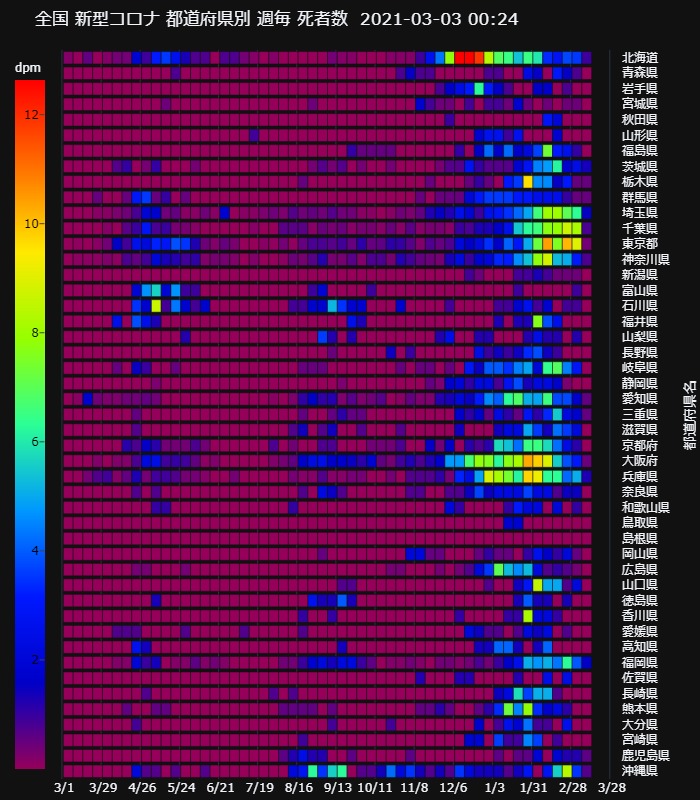 全国 新型コロナ 都道府県別 週毎 死者数 2021-03-03 00:24
dpm
12
10
8
6
4
2
北海道
青森県
岩手県
宮城県
秋田県
山形県
福島県
茨城県
栃木県
群馬県
埼玉県
千葉県
東京都
神奈川県
新潟県
富山県
石川県
福井県
山梨県
長野県
岐阜県
静岡県
愛知県
三重県
滋賀県
京都府
大阪府
兵庫県
奈良県
和歌山県
鳥取県
島根県
岡山県
広島県
山口県
徳島県
香川県
愛媛県
高知県
福岡県
佐賀県
長崎県
熊本県
大分県
宮崎県
鹿児島県
沖縄県
都道府県名
3/1 3/29 4/26 5/24 6/21 7/19 8/16 9/13 10/11 11/8 12/6 1/3 1/31 2/28 3/28